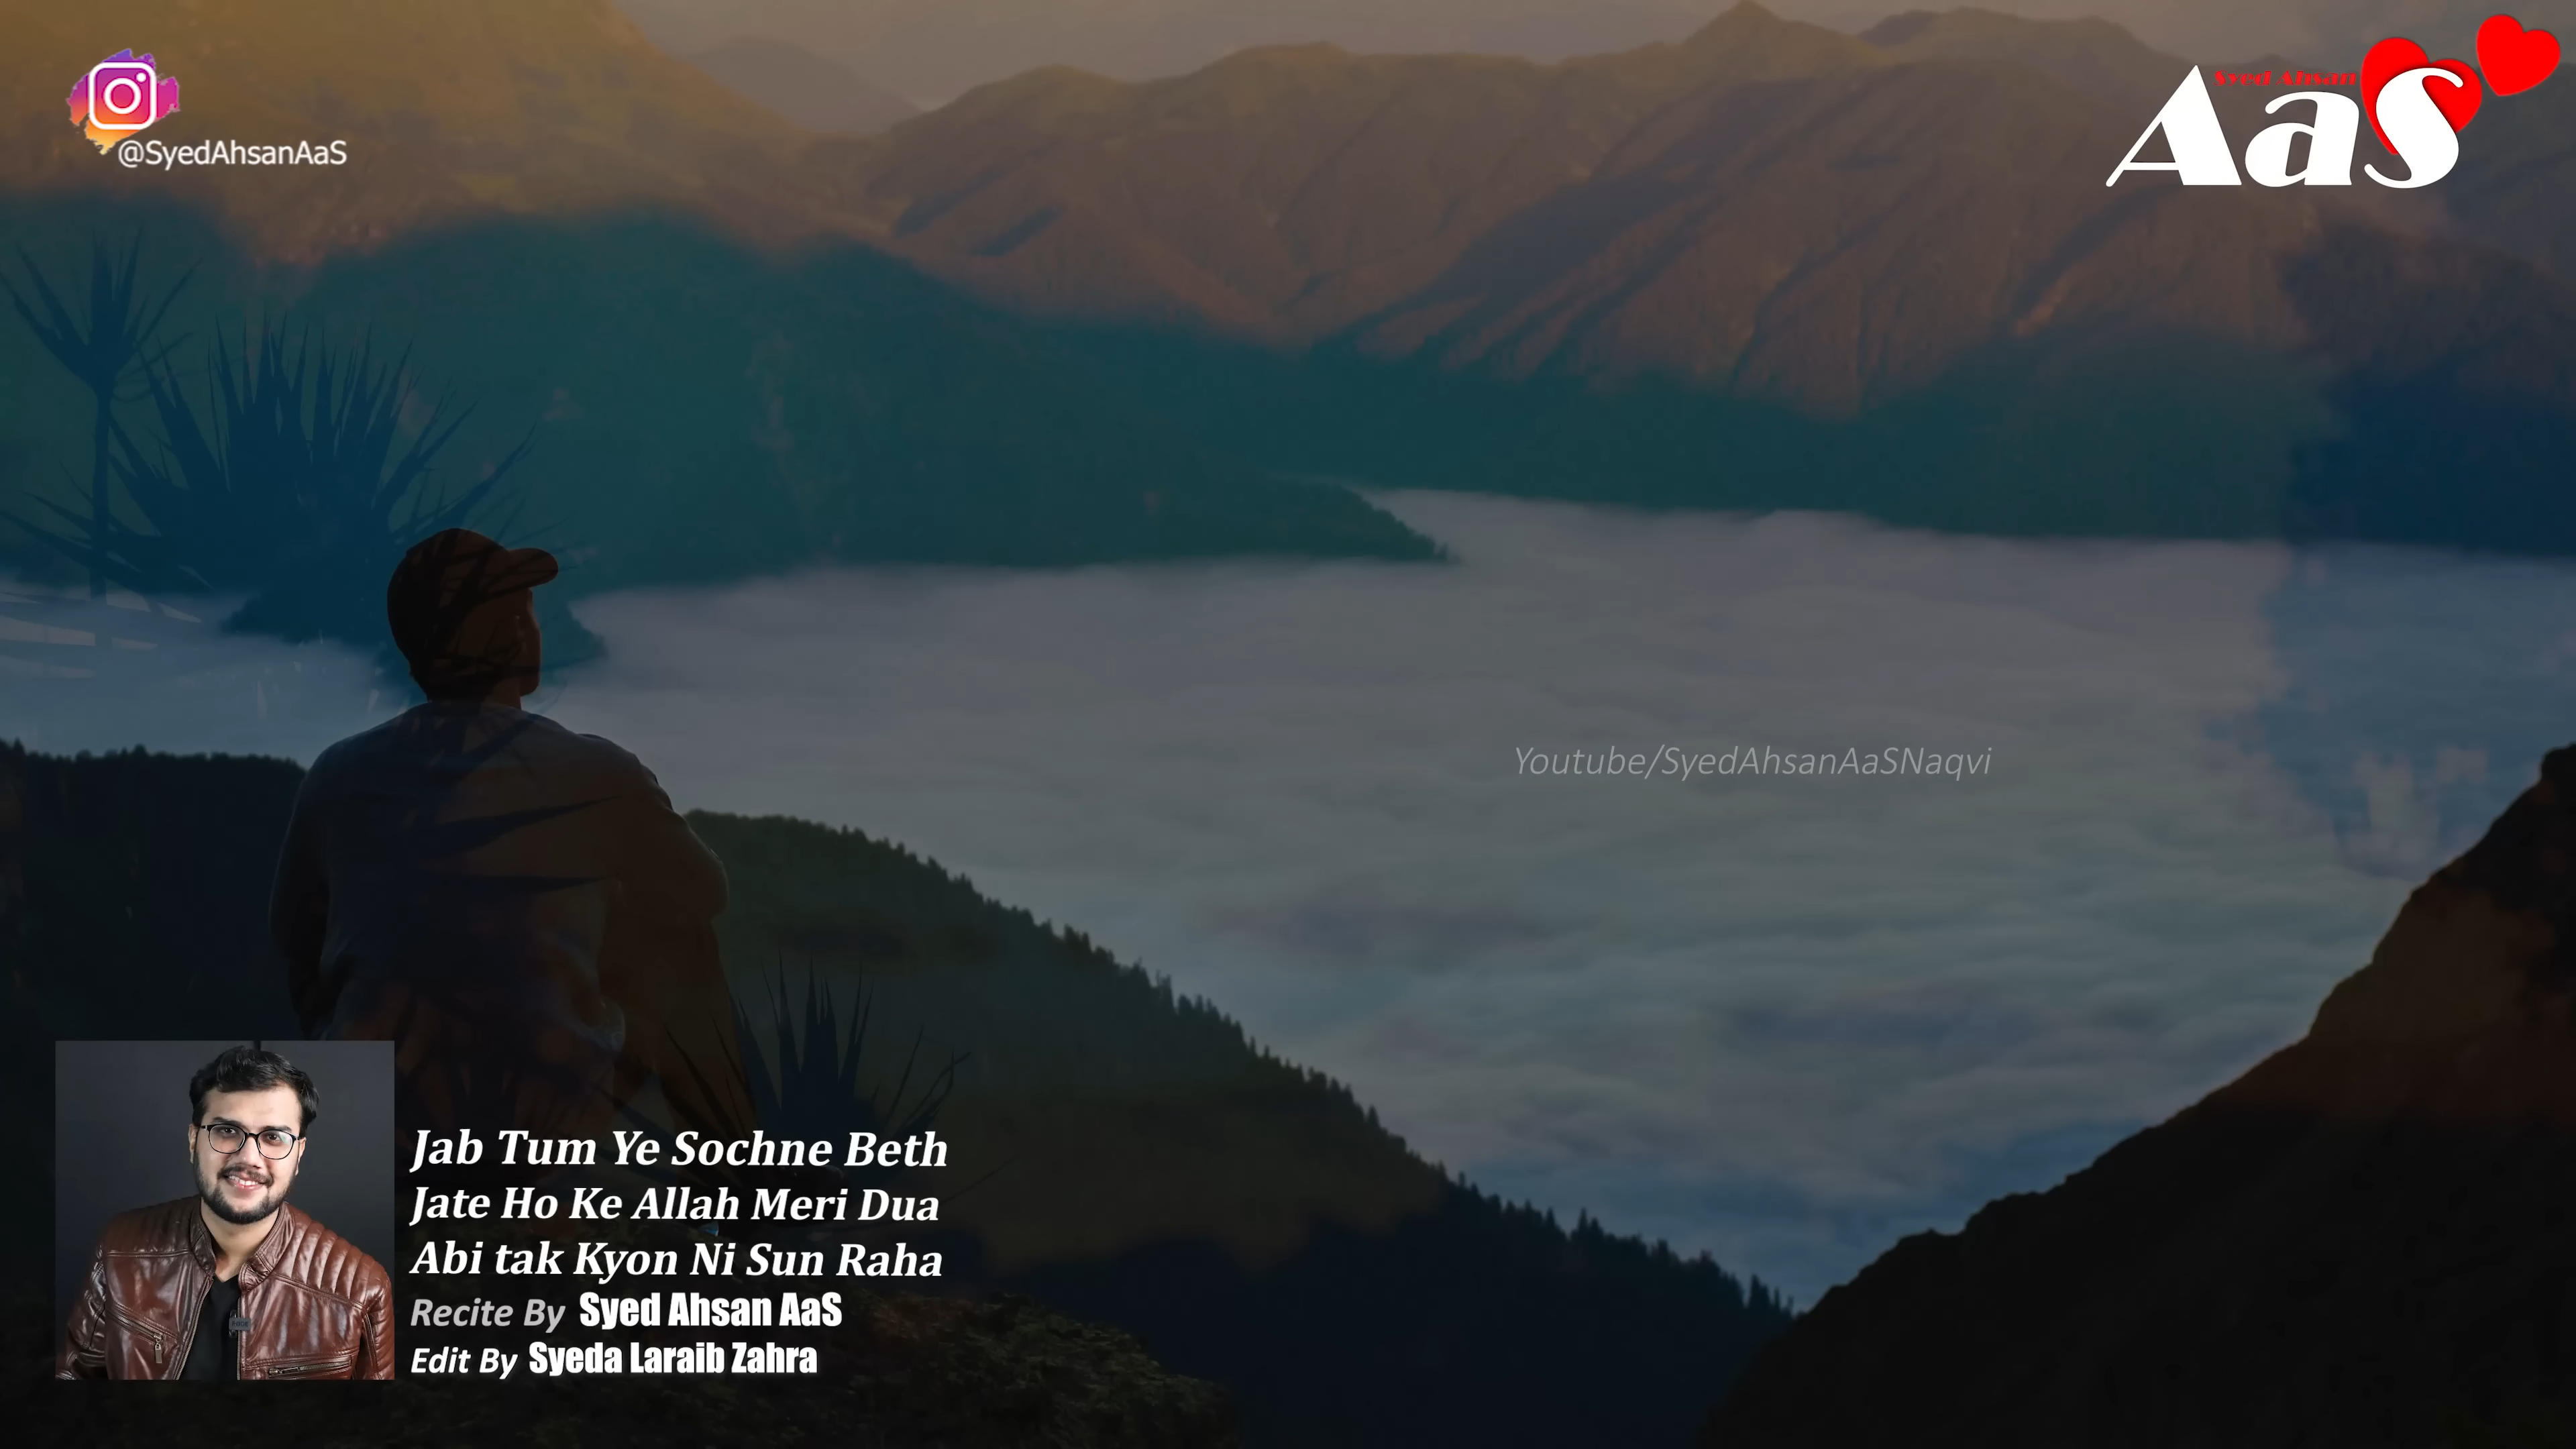 @SyedAhsanAaS
Syed Ahsan
AaS
Youtube/SyedAhsanAaSNaqvi
Jab Tum Ye Sochne Beth
Jate Ho Ke Allah Meri Dua
Abi tak Kyon Ni Sun Raha
Recite By Syed Ahsan AaS
Edit By Syeda Laraib Zahra